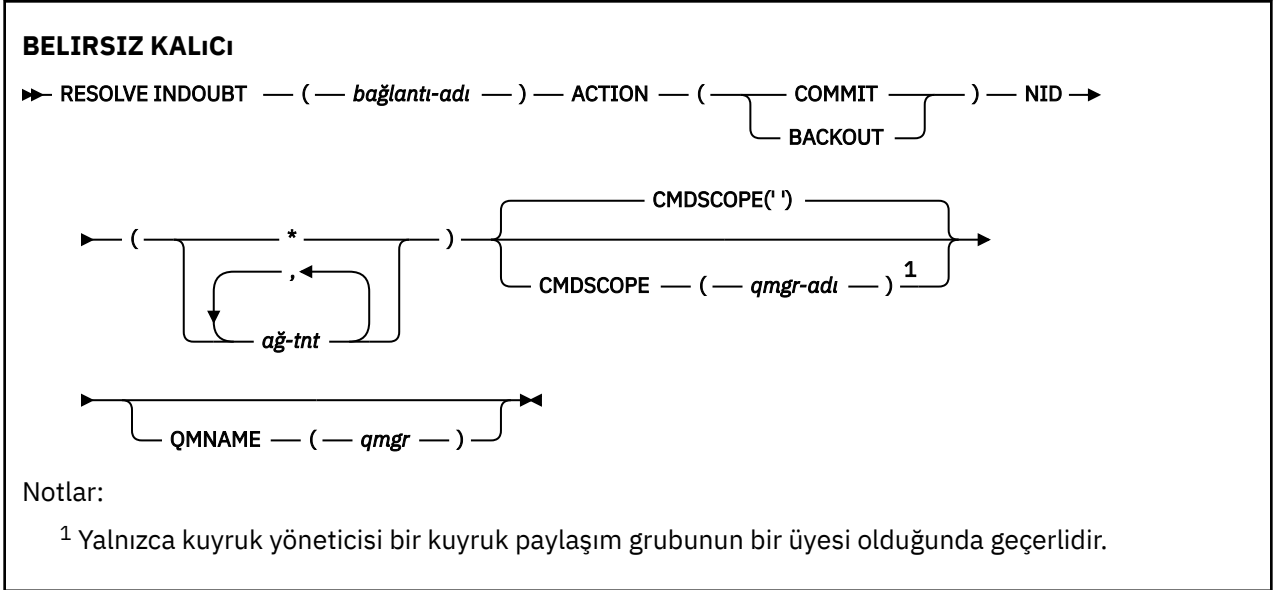 BELIRSIZ KALıCı
RESOLVE INDOUBT ( bağlantı-adı ) ACTION ( COMMIT ) NID
BACKOUT
CMDSCOPE(' ')
( * )
,
CMDSCOPE ( qmgr-adı ) 1
ağ-tnt
QMNAME ( qmgr )
Notlar:
1 Yalnızca kuyruk yöneticisi bir kuyruk paylaşım grubunun bir üyesi olduğunda geçerlidir.